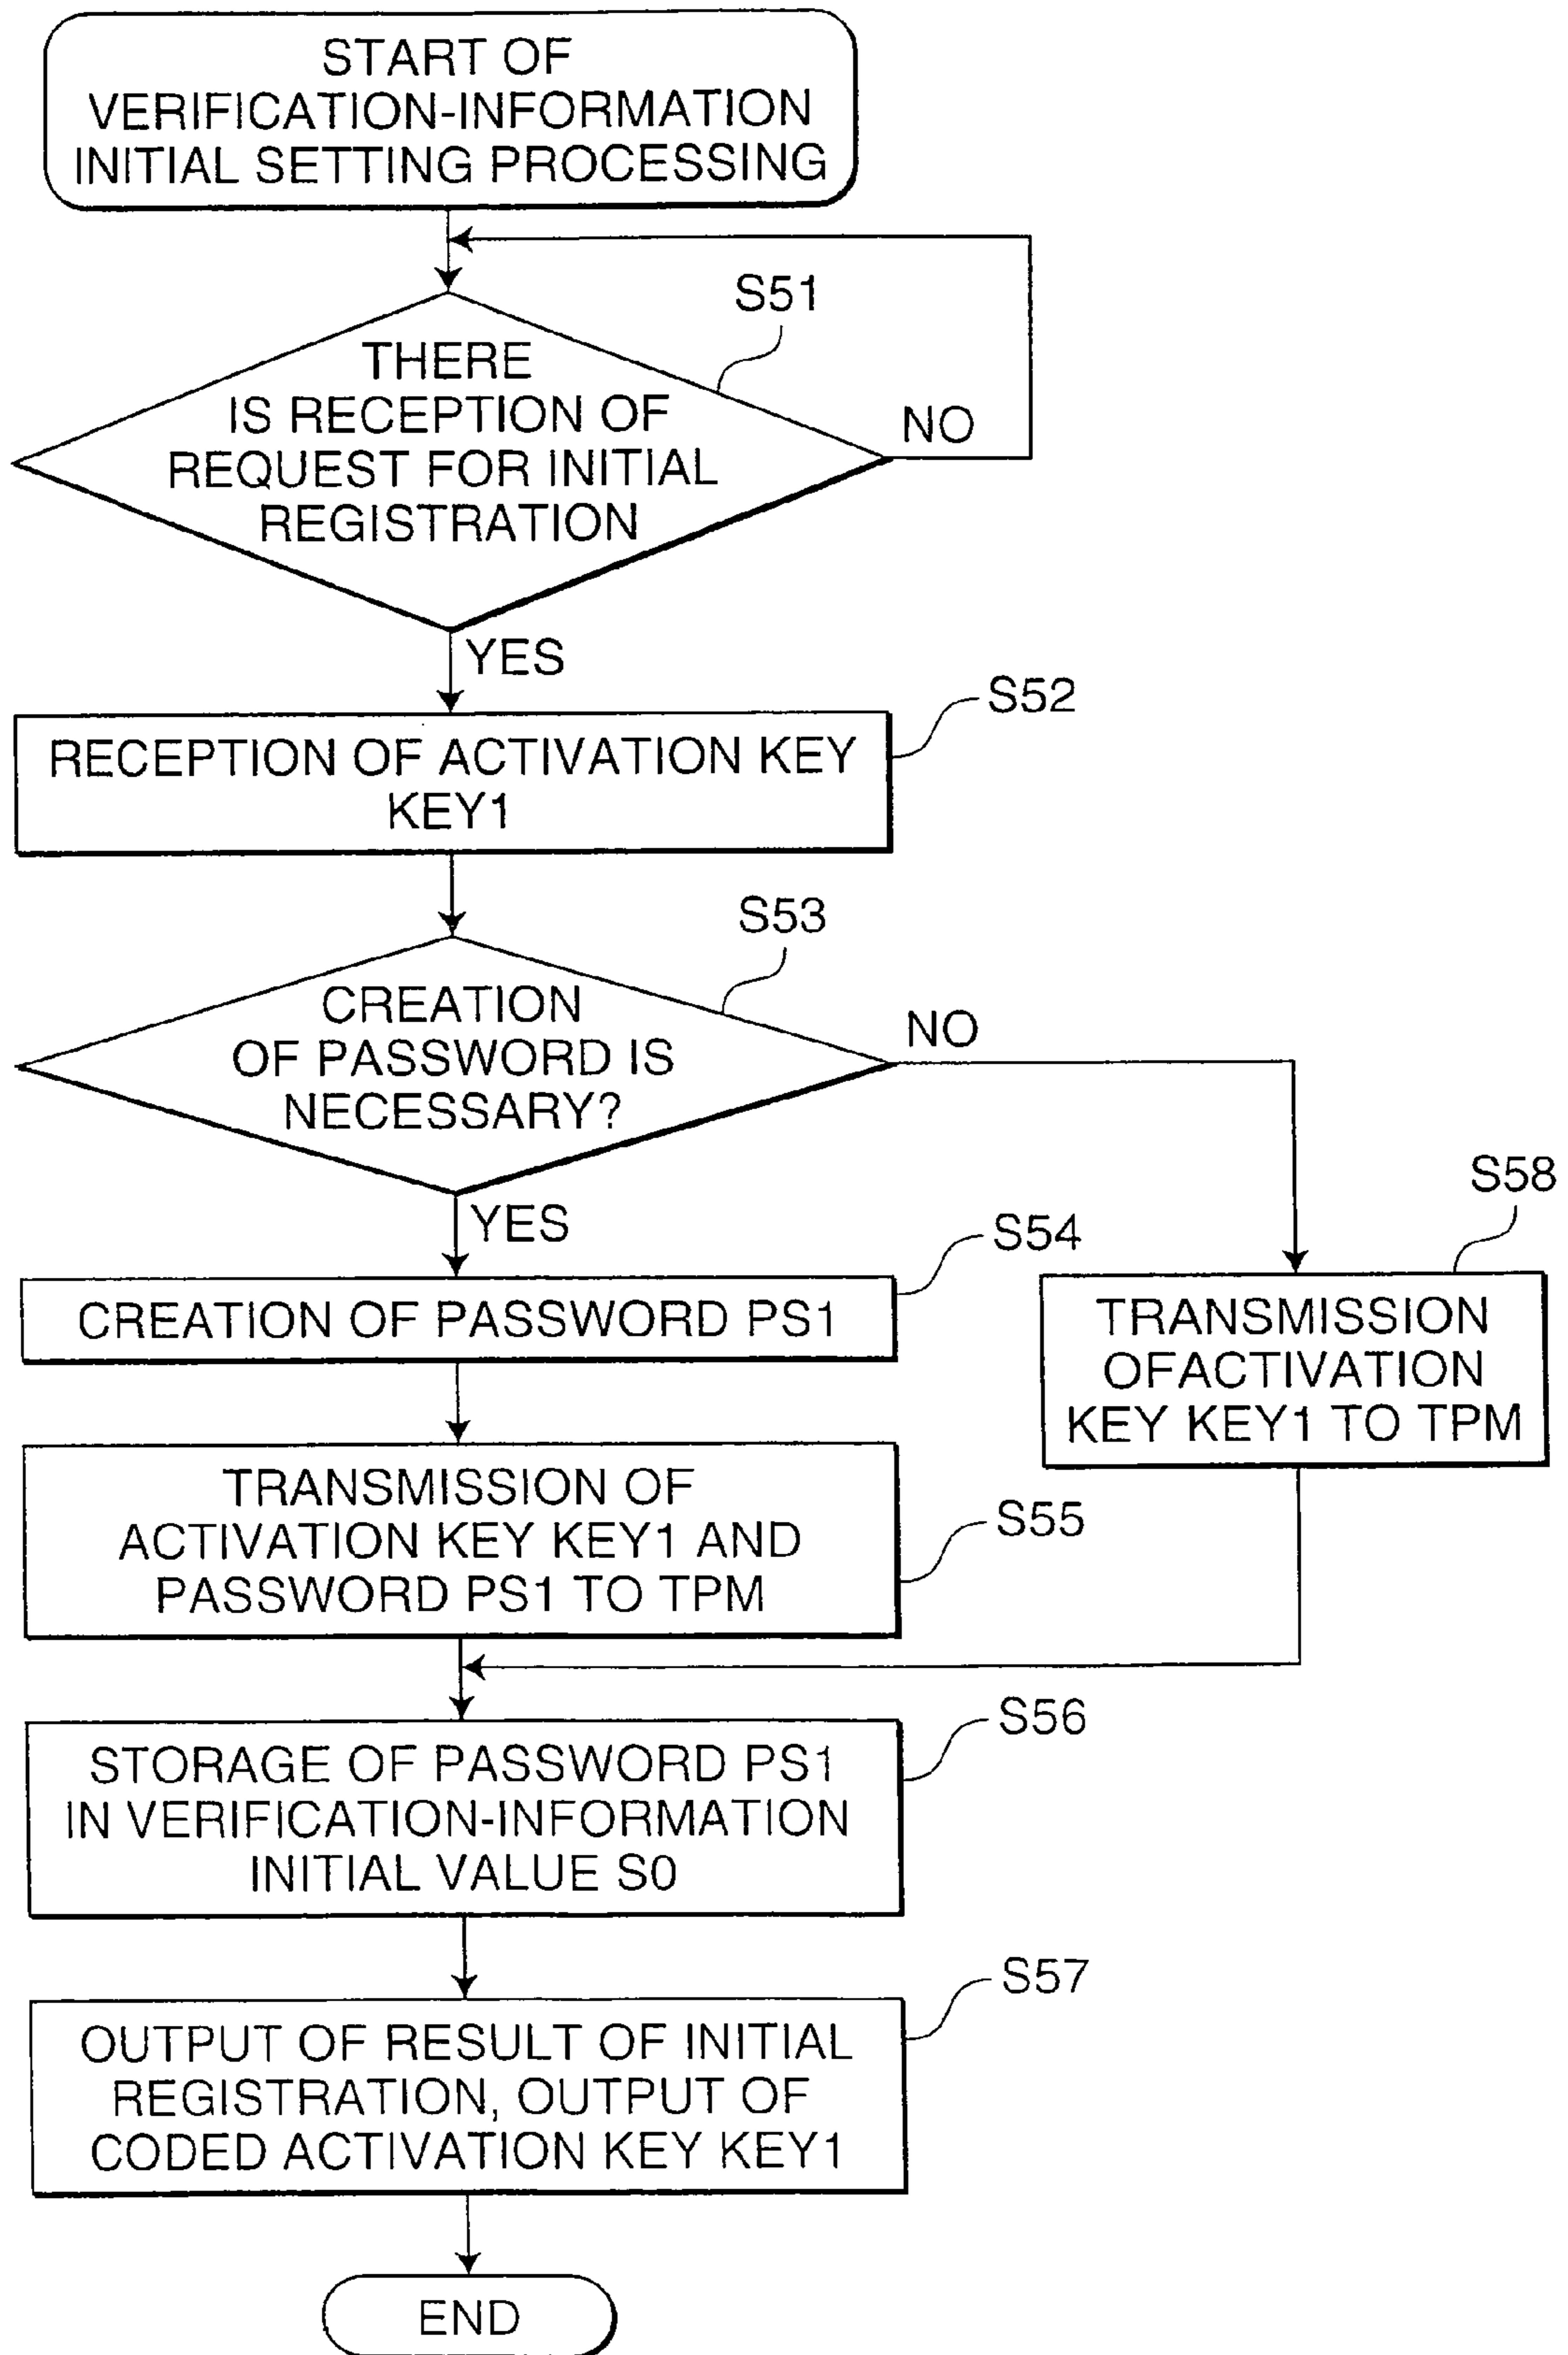 START OF
VERIFICATION-INFORMATION
INITIAL SETTING PROCESSING
S51
THERE
IS RECEPTION OF
REQUEST FOR INITIAL
REGISTRATION
NO
YES
S52
RECEPTION OF ACTIVATION KEY
KEY1
S53
CREATION
OF PASSWORD IS
NECESSARY?
NO
YES
S54
CREATION OF PASSWORD PS1
S58
TRANSMISSION
OFACTIVATION
KEY KEY1 TO TPM
TRANSMISSION OF
ACTIVATION KEY KEY1 AND
PASSWORD PS1 TO TPM
S55
S56
STORAGE OF PASSWORD PS1
IN VERIFICATION-INFORMATION
INITIAL VALUE S0
S57
OUTPUT OF RESULT OF INITIAL
REGISTRATION, OUTPUT OF
CODED ACTIVATION KEY KEY1
END